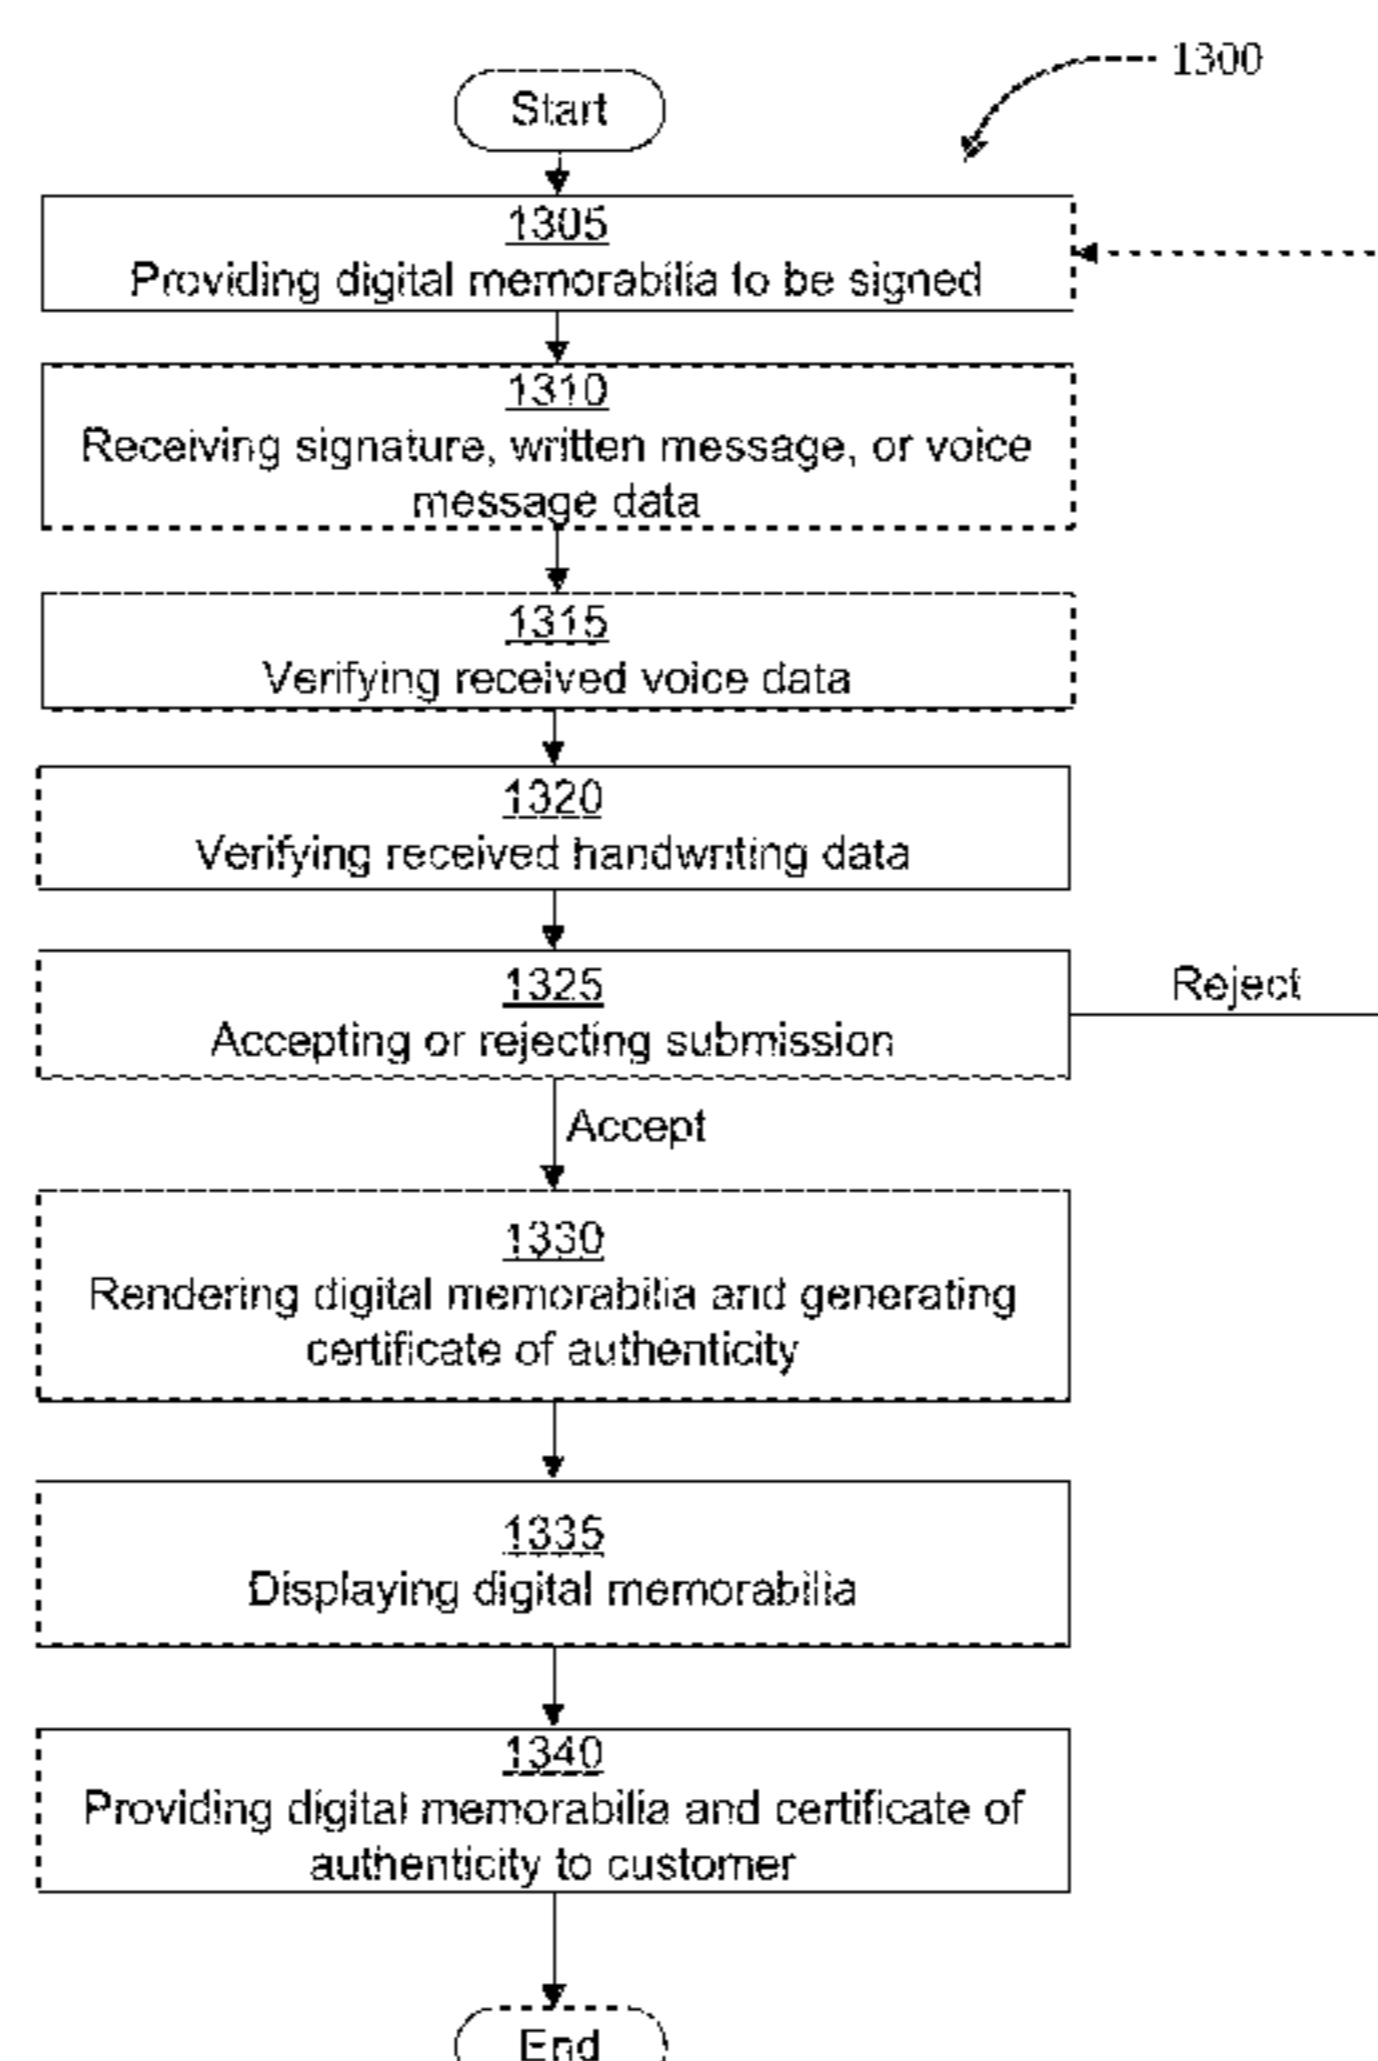 1300
Start
1305
Providing digital memorabilia to be signed
1310
Receiving signature, written message, or voice
message data
1315
Verifying received voice data
1320
Verifying received handwriting data
1325
Accepting or rejecting submission
Reject
Accept
1330
Rendering digital memorabilia and generating
certificate of authenticity
1335
Displaying digital memorabilia
1340
Providing digital memorabilia and certificate of
authenticity to customer
End